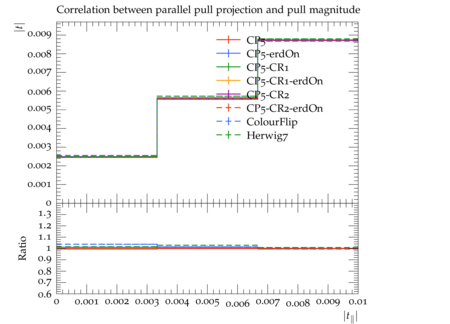 Correlation between parallel pull projection and pull magnitude
|t|
0.009
0.008
0.007
0.006
0.005
0.004
0.003
0.002
0.001
0
CP5
CP5-erdOn
CP5-CR1
CP5-CR1-erdOn
CP5-CR2
CP5-CR2-erdOn
ColourFlip
Herwig7
Ratio
1.3
1.2
1.1
1
0.9
0.8
0.7
0.6
0 0.001 0.002 0.003 0.004 0.005 0.006 0.007 0.008 0.009 0.01
|t∥|